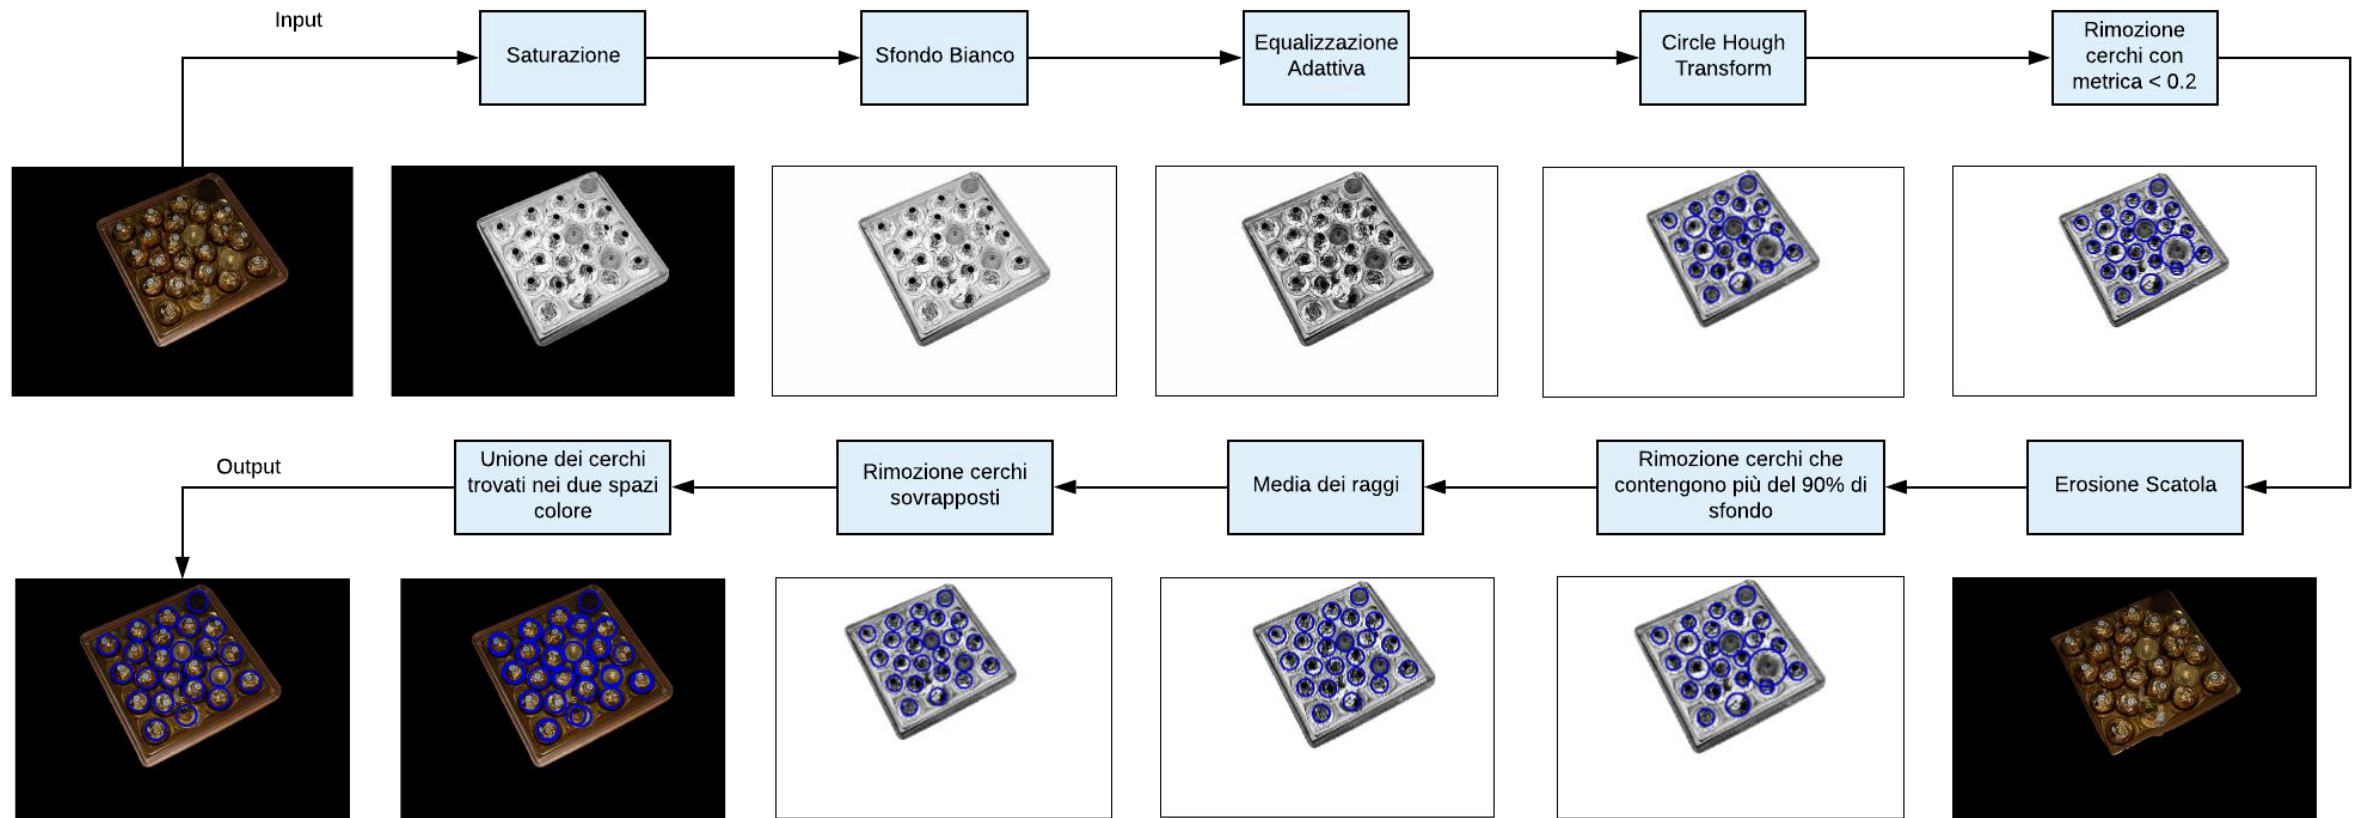 Input
Saturazione
Sfondo Bianco
Equalizzazione
Adattiva
Circle Hough
Transform
Rimozione
cerchi con
metrica < 0.2
Erosione Scatola
Rimozione cerchi che
contengono più del 90% di
sfondo
Media dei raggi
Rimozione cerchi
sovrapposti
Unione dei cerchi
trovati nei due spazi
colore
Output